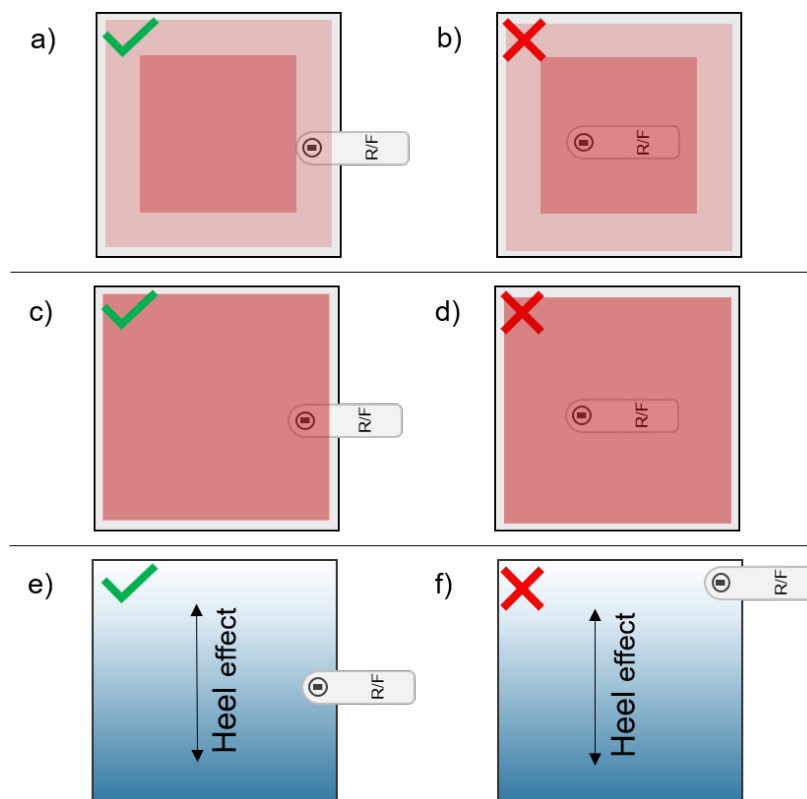 a)
b)
R/F
R/F
c)
d)
R/F
R/F
e)
f)
Heel effect
R/F
Heel effect
R/F